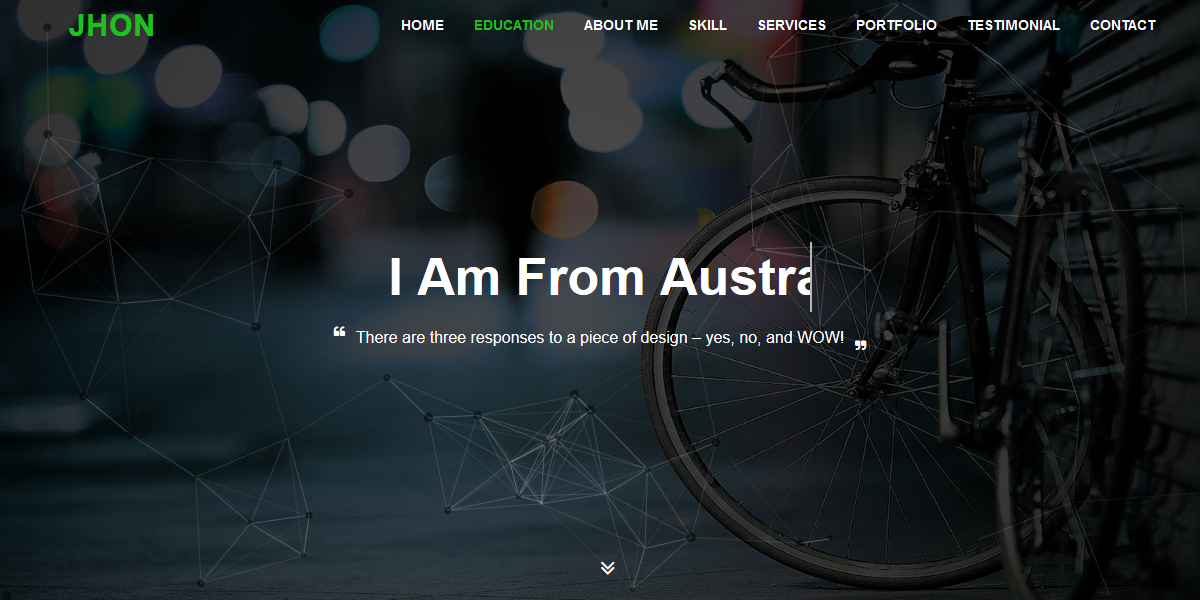 JHON
HOME EDUCATION ABOUT ME SKILL SERVICES PORTFOLIO TESTIMONIAL CONTACT
I Am From Austra
“ There are three responses to a piece of design – yes, no, and WOW! ”